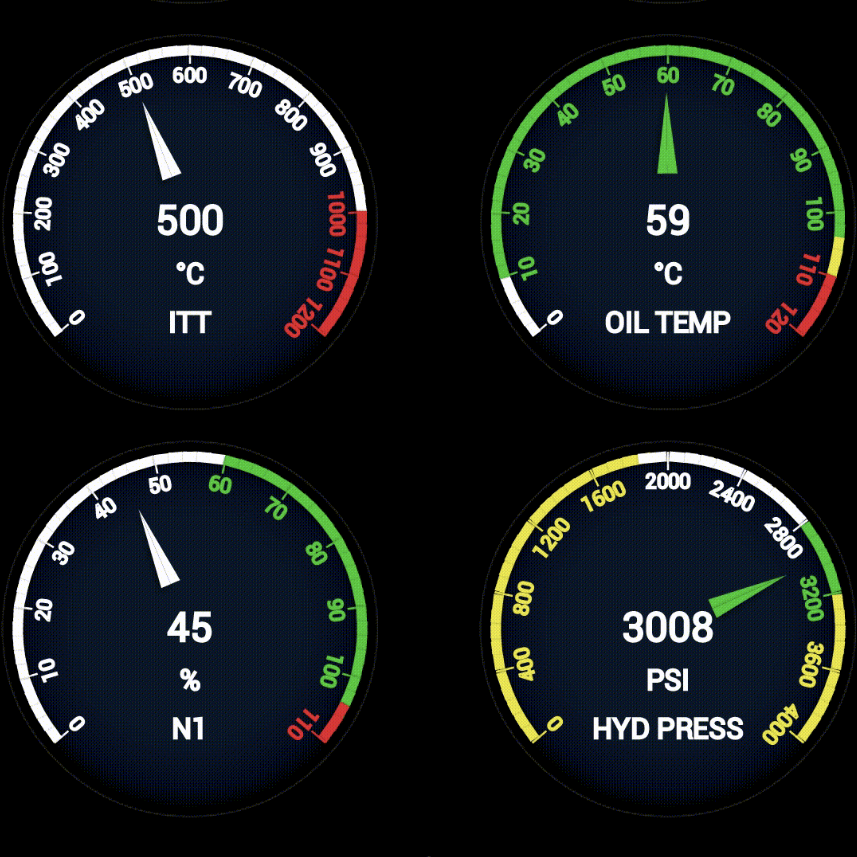 0 100 200 300 400 500 600 700 800 900 1000 1100 1200
500
°C
ITT
0 10 20 30 40 50 60 70 80 90 100 110 120
59
°C
OIL TEMP
0 10 20 30 40 50 60 70 80 90 100 110
45
%
N1
0 400 800 1200 1600 2000 2400 2800 3200 3600 4000
3008
PSI
HYD PRESS